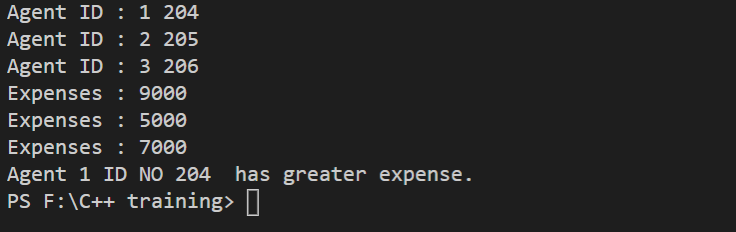 Agent ID : 1 204
Agent ID : 2 205
Agent ID : 3 206
Expenses : 9000
Expenses : 5000
Expenses : 7000
Agent 1 ID NO 204  has greater expense.
PS F:\C++ training>